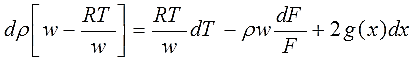 dρ[w − RT/w] = RT/w dT − ρw dF/F + 2g(x)dx